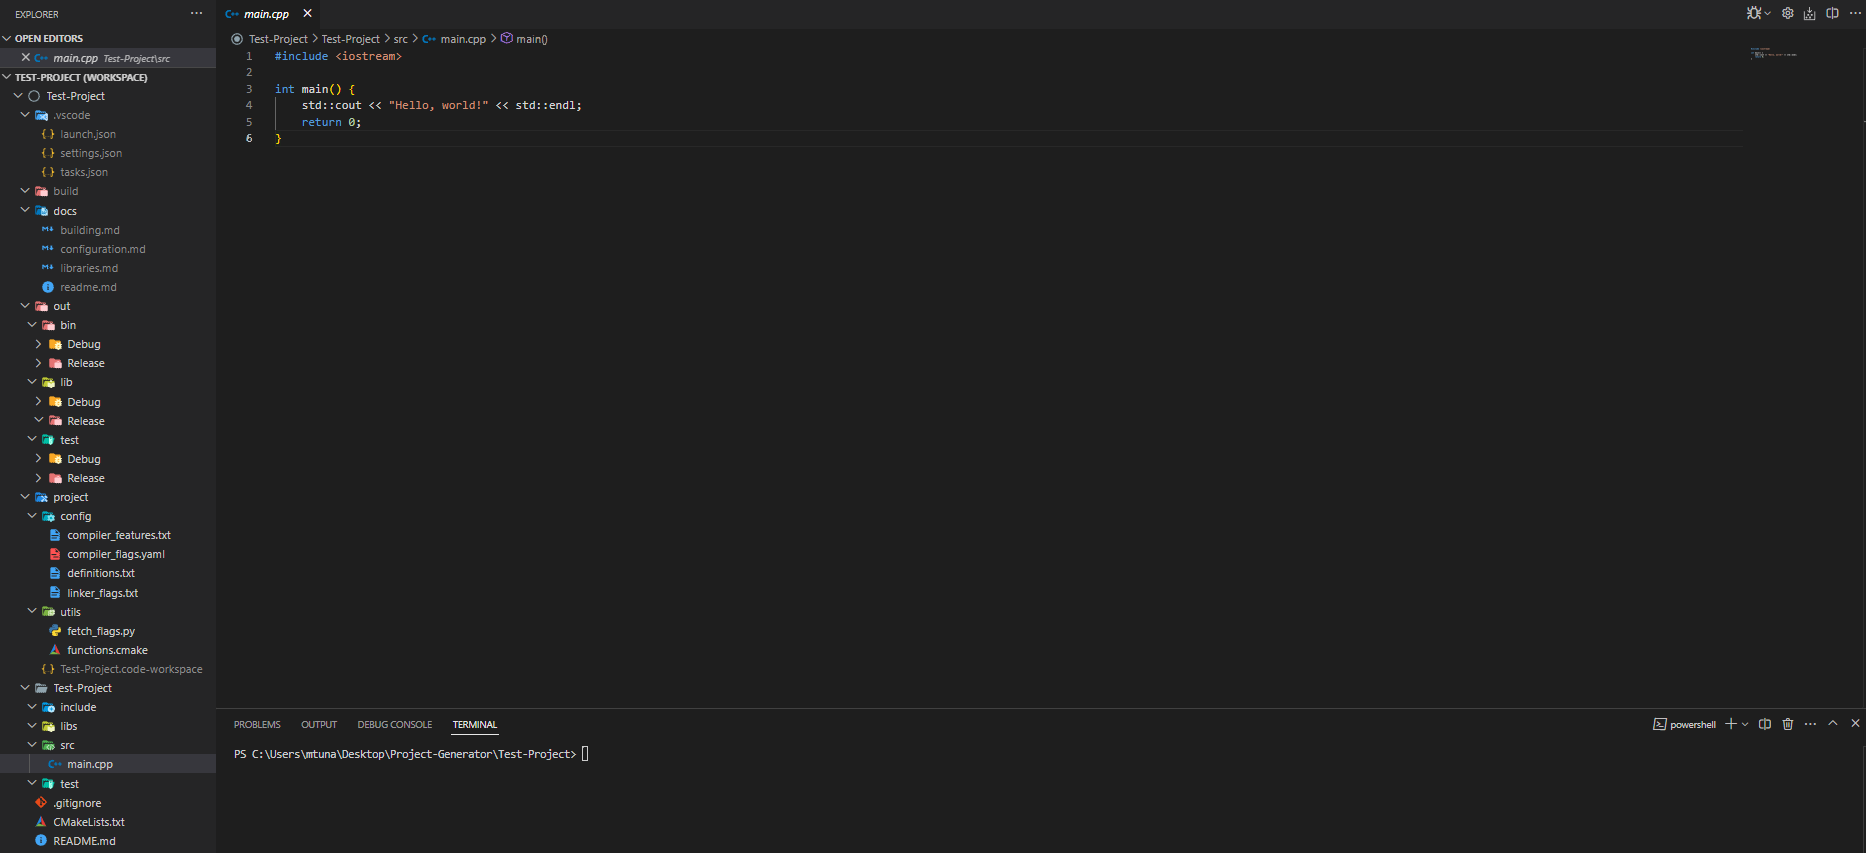 EXPLORER
OPEN EDITORS
main.cpp Test-Project\src
TEST-PROJECT (WORKSPACE)
Test-Project
.vscode
launch.json
settings.json
tasks.json
build
docs
building.md
configuration.md
libraries.md
readme.md
out
bin
Debug
Release
lib
Debug
Release
test
Debug
Release
project
config
compiler_features.txt
compiler_flags.yaml
definitions.txt
linker_flags.txt
utils
fetch_flags.py
functions.cmake
Test-Project.code-workspace
Test-Project
include
libs
src
main.cpp
test
.gitignore
CMakeLists.txt
README.md
main.cpp
Test-Project > Test-Project > src > main.cpp > main()
1 #include <iostream>
2
3 int main() {
4 std::cout << "Hello, world!" << std::endl;
5 return 0;
6 }
PROBLEMS OUTPUT DEBUG CONSOLE TERMINAL
powershell
PS C:\Users\mtuna\Desktop\Project-Generator\Test-Project>